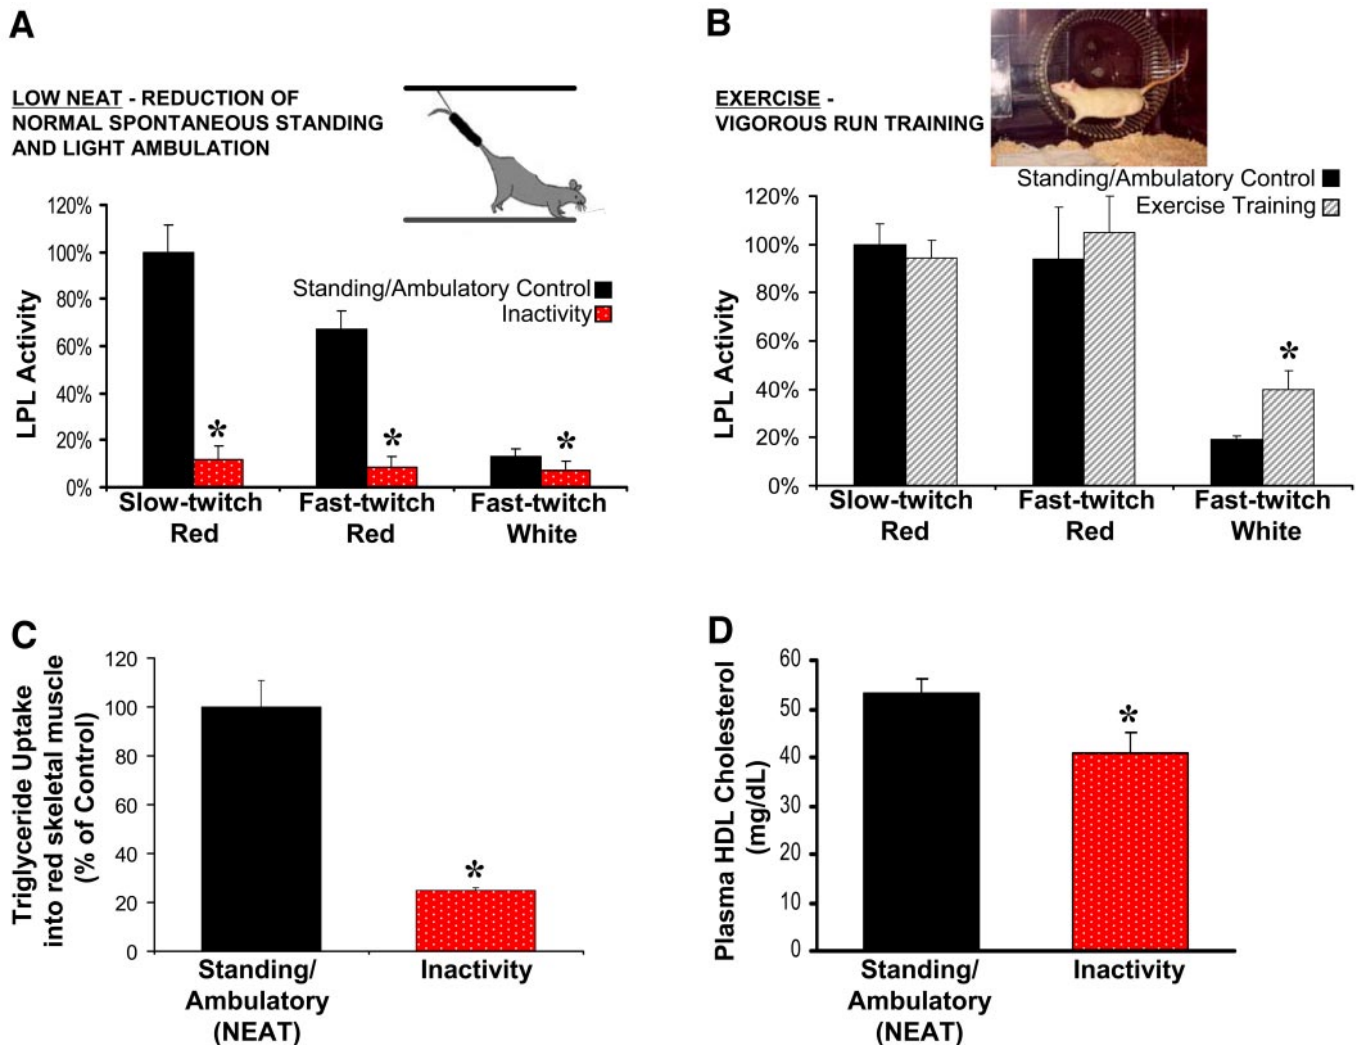 A
LOW NEAT - REDUCTION OF
NORMAL SPONTANEOUS STANDING
AND LIGHT AMBULATION
120%
100%
80%
60%
40%
20%
0%
LPL Activity
Standing/Ambulatory Control
Inactivity
*
*
*
Slow-twitch
Red
Fast-twitch
Red
Fast-twitch
White
B
EXERCISE -
VIGOROUS RUN TRAINING
Standing/Ambulatory Control
Exercise Training
120%
100%
80%
60%
40%
20%
0%
LPL Activity
*
Slow-twitch
Red
Fast-twitch
Red
Fast-twitch
White
C
Triglyceride Uptake
into red skeletal muscle
(% of Control)
120
100
80
60
40
20
0
*
Standing/
Ambulatory
(NEAT)
Inactivity
D
Plasma HDL Cholesterol
(mg/dL)
60
50
40
30
20
10
0
*
Standing/
Ambulatory
(NEAT)
Inactivity